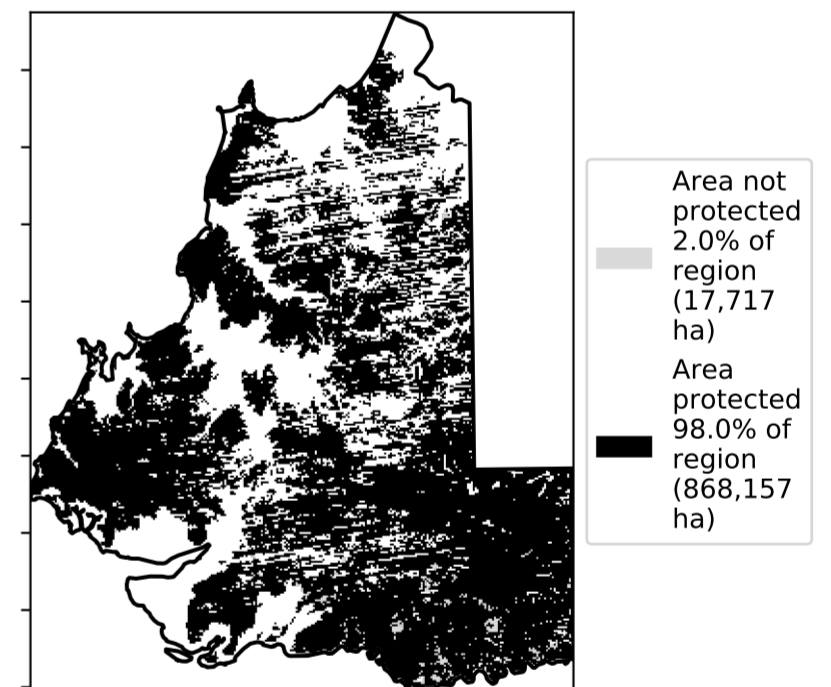 Area not
protected
2.0% of
region
(17,717
ha)
Area
protected
98.0% of
region
(868,157
ha)